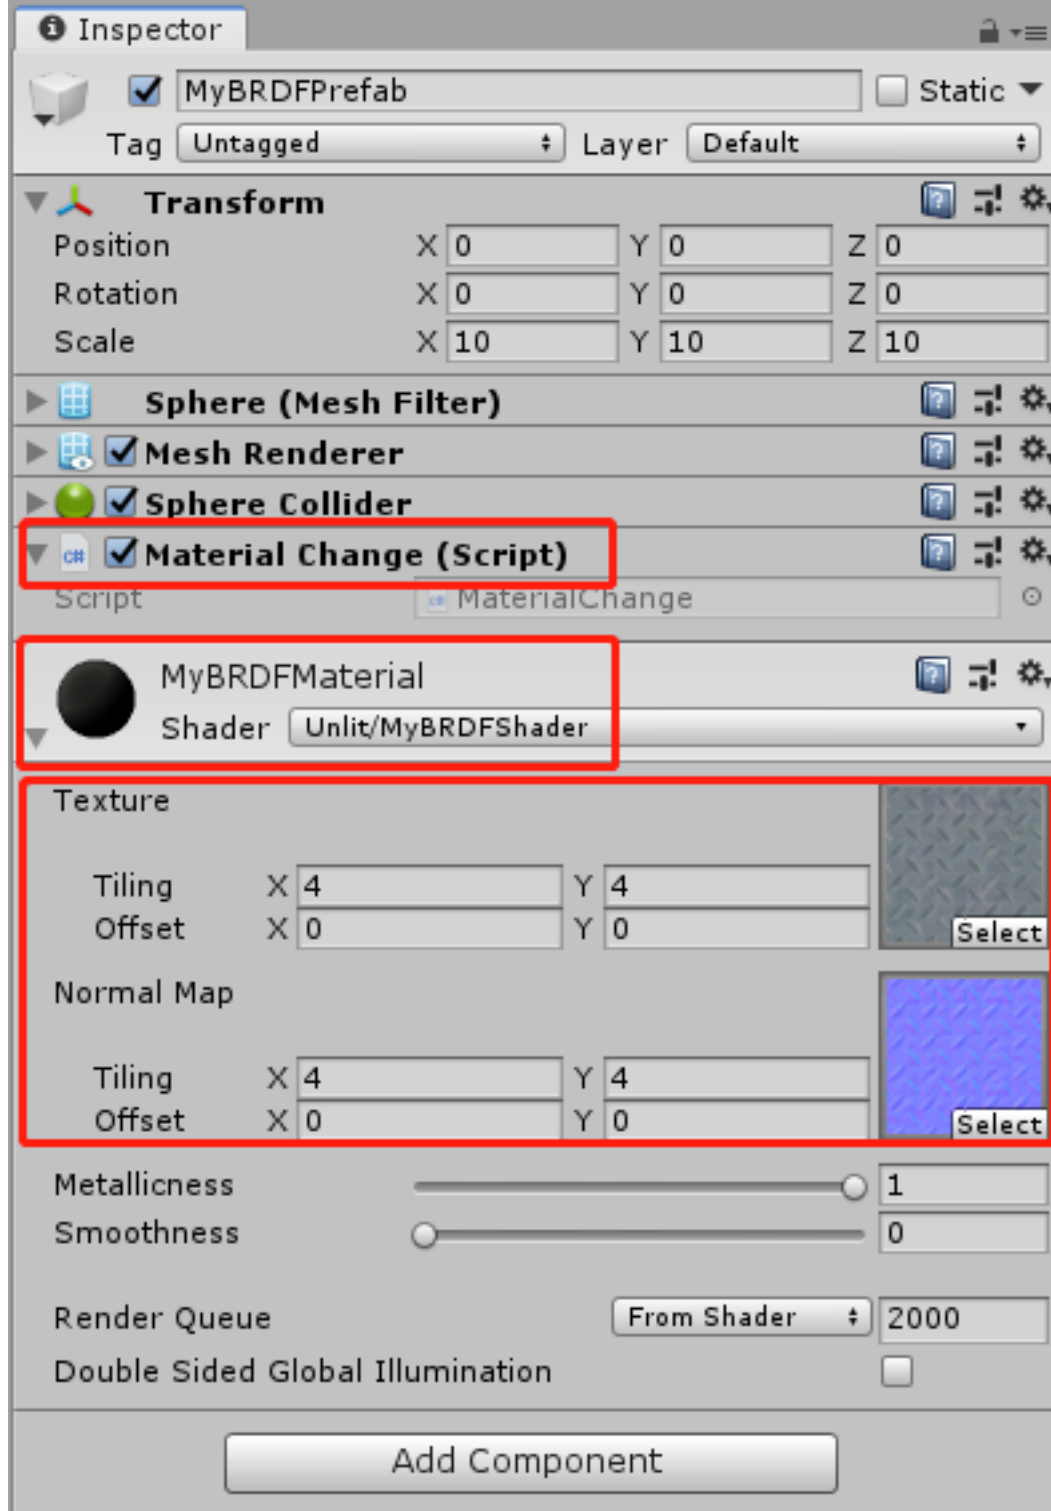 Inspector
MyBRDFPrefab Static
Tag Untagged Layer Default
Transform
Position X 0 Y 0 Z 0
Rotation X 0 Y 0 Z 0
Scale X 10 Y 10 Z 10
Sphere (Mesh Filter)
Mesh Renderer
Sphere Collider
c# Material Change (Script)
Script c# MaterialChange
MyBRDFMaterial
Shader Unlit/MyBRDFShader
Texture
Tiling X 4 Y 4
Offset X 0 Y 0 Select
Normal Map
Tiling X 4 Y 4
Offset X 0 Y 0 Select
Metallicness 1
Smoothness 0
Render Queue From Shader 2000
Double Sided Global Illumination
Add Component